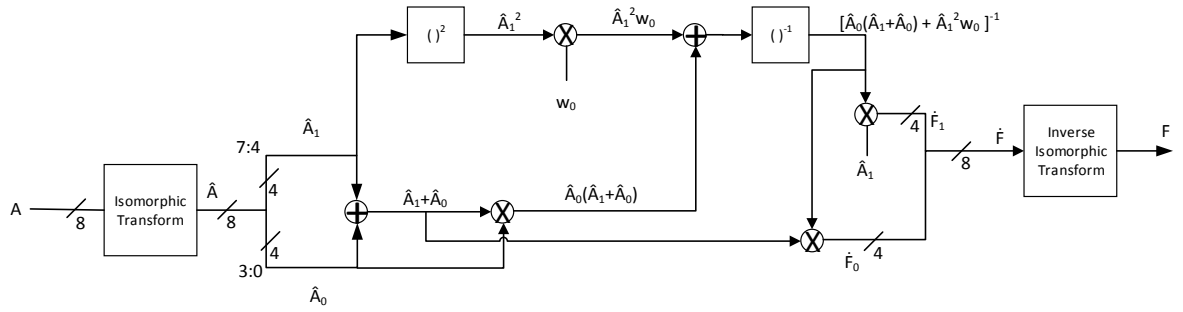 ( )²
Â₁²
Â₁²w₀
( )⁻¹
[Â₀(Â₁+Â₀) + Â₁²w₀ ]⁻¹
w₀
Â₁
7:4
4
A
8
Isomorphic
Transform
Â
8
4
3:0
Â₀
Â₁+Â₀
Â₀(Â₁+Â₀)
Â₁
4
Ḟ₁
4
Ḟ₀
8
Ḟ
Inverse
Isomorphic
Transform
F